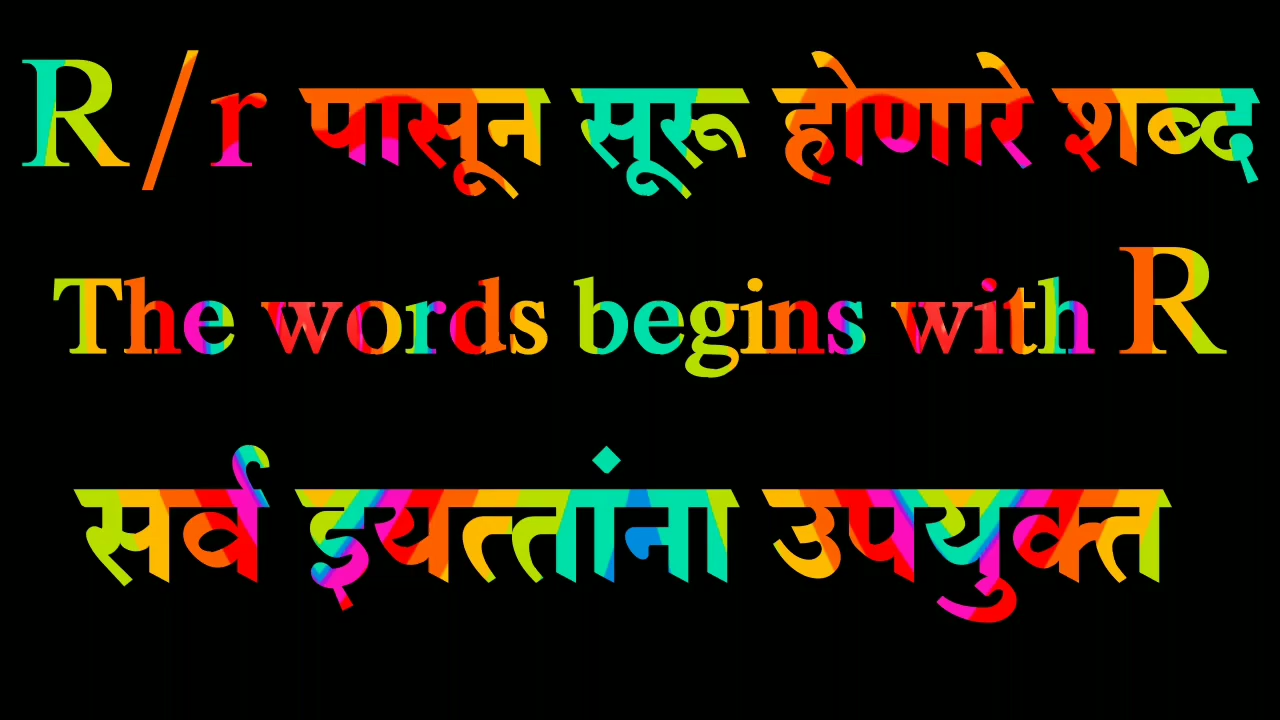 R/r पासून सूरू होणारे शब्द
The words begins with R
सर्व इयत्तांना उपयुक्त